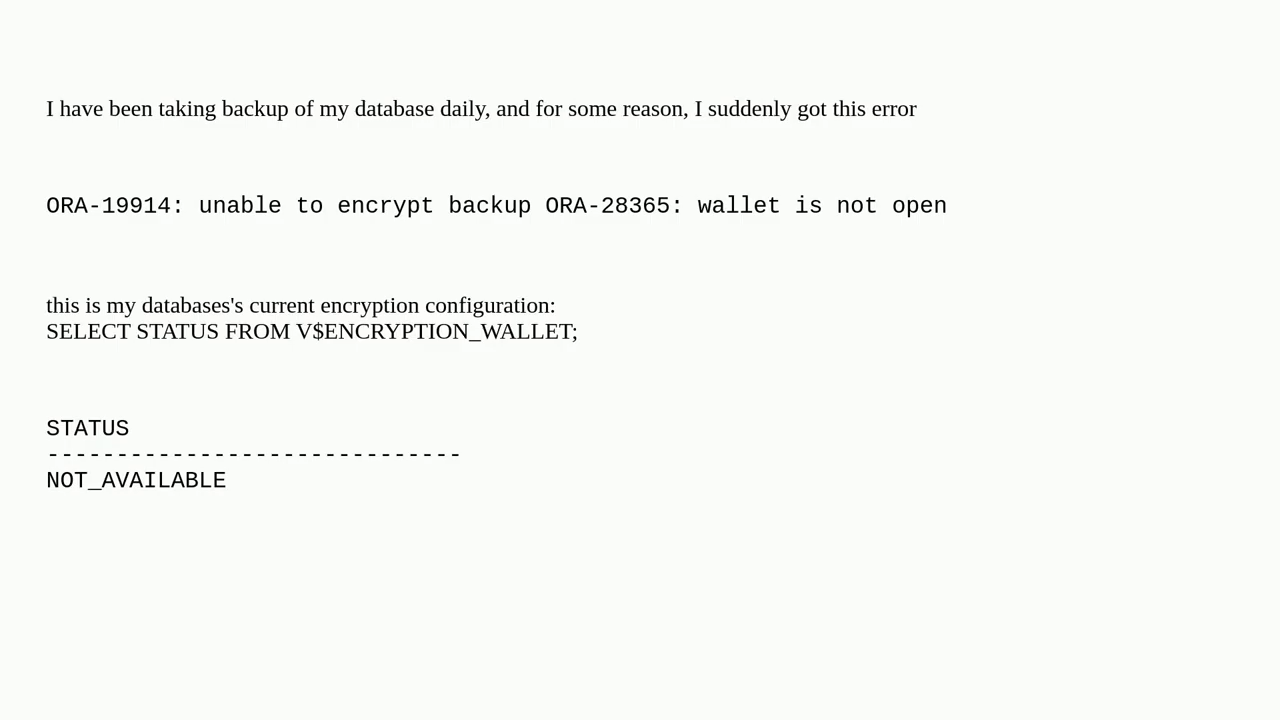 I have been taking backup of my database daily, and for some reason, I suddenly got this error
ORA-19914: unable to encrypt backup ORA-28365: wallet is not open
this is my databases's current encryption configuration:
SELECT STATUS FROM V$ENCRYPTION_WALLET;
STATUS
------------------------------
NOT_AVAILABLE